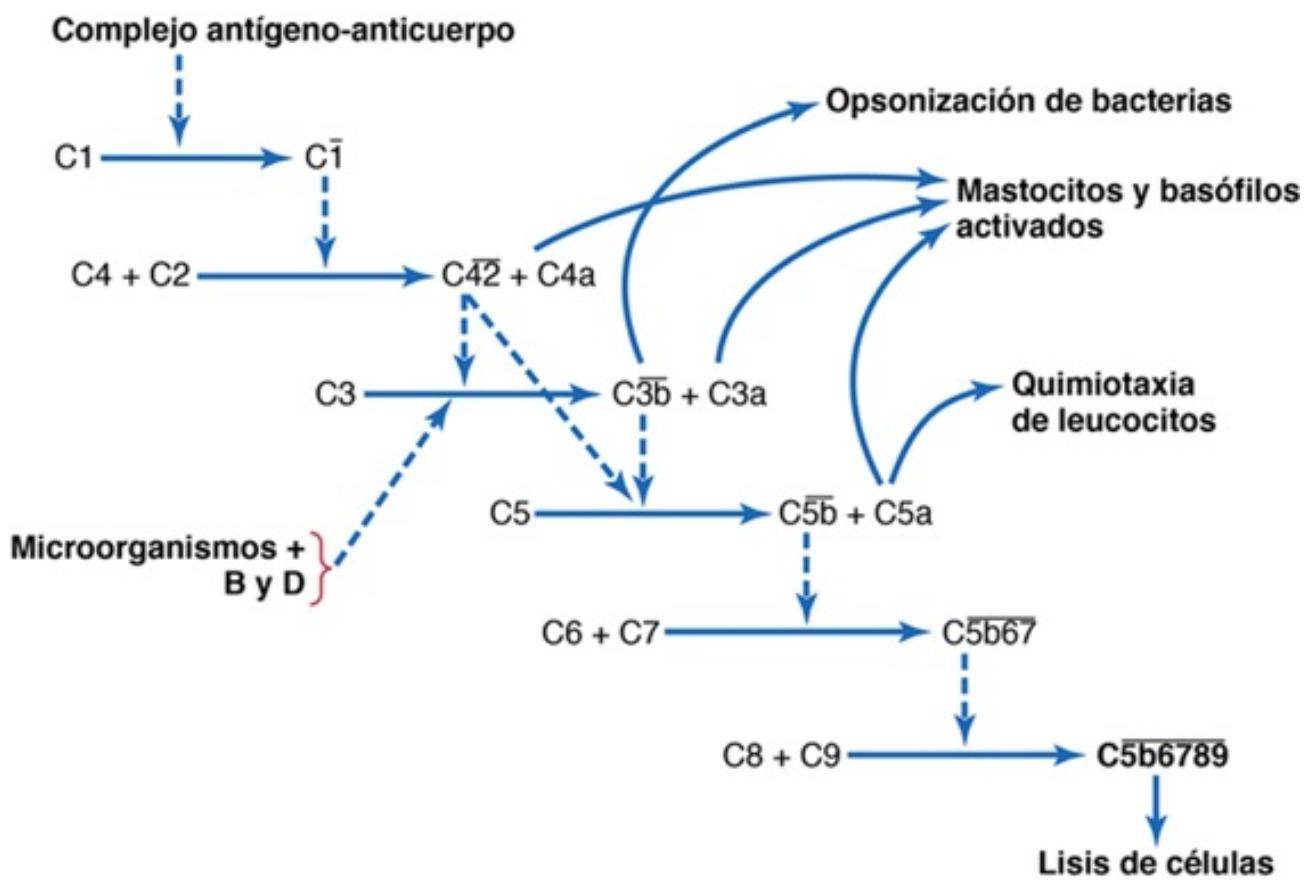 Complejo antígeno-anticuerpo
Opsonización de bacterias
C1
C1̅
Mastocitos y basófilos
activados
C4 + C2
C4̅2̅ + C4a
C3
C3̅b̅ + C3a
Quimiotaxia
de leucocitos
C5
C5̅b̅ + C5a
Microorganismos +
B y D
C6 + C7
C5̅b̅6̅7̅
C8 + C9
C5̅b̅6̅7̅8̅9̅
Lisis de células